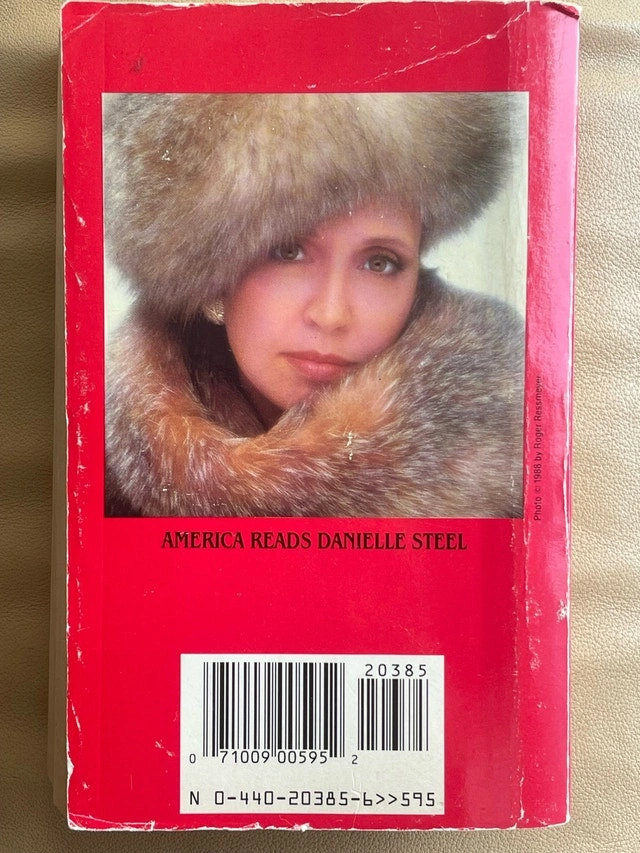 Photo © 1988 by Roger Ressmeyer
AMERICA READS DANIELLE STEEL
20385
0 71009 00595 2
N 0-440-20385-6>>595